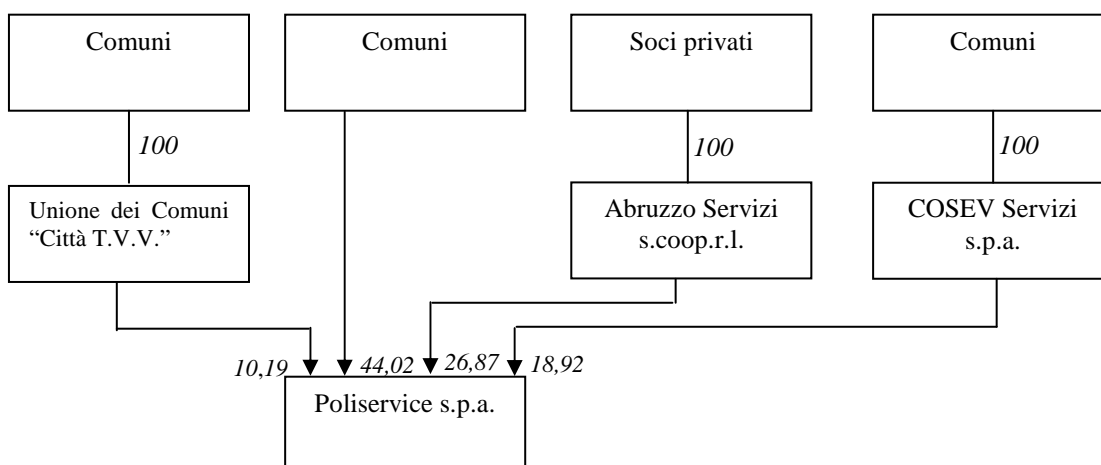 Comuni
Comuni
Soci privati
Comuni
100
100
100
Unione dei Comuni
“Città T.V.V.”
Abruzzo Servizi
s.coop.r.l.
COSEV Servizi
s.p.a.
10,19
44,02
26,87
18,92
Poliservice s.p.a.